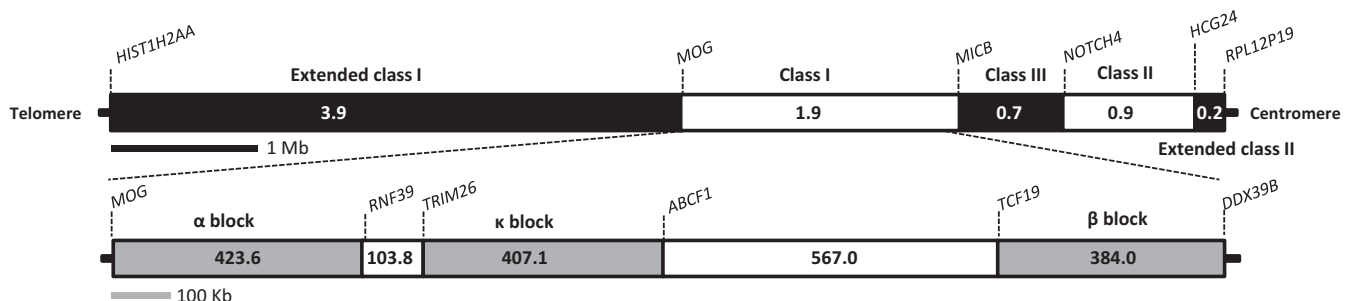 HIST1H2AA MOG MICB NOTCH4 HCG24 RPL12P19
Extended class I Class I Class III Class II
Telomere 3.9 1.9 0.7 0.9 0.2 Centromere
1 Mb Extended class II
MOG RNF39 TRIM26 ABCF1 TCF19 DDX39B
α block κ block β block
423.6 103.8 407.1 567.0 384.0
100 Kb